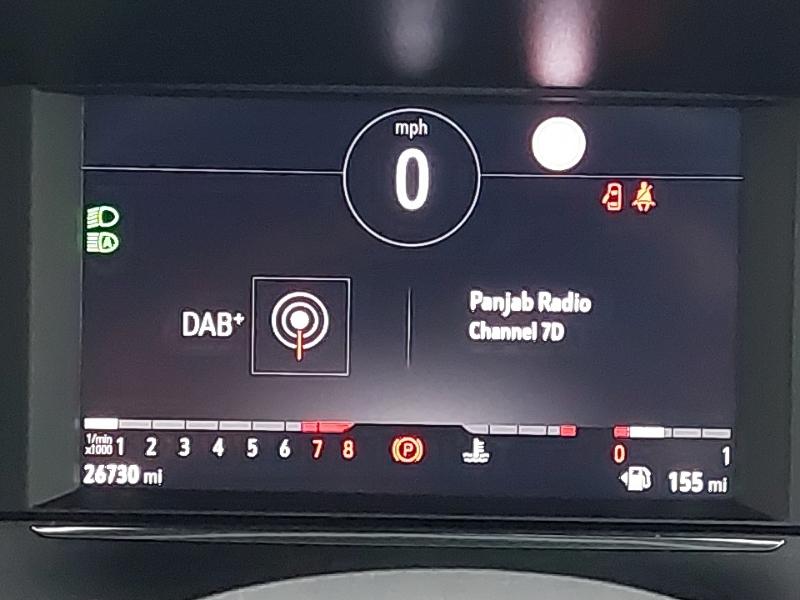 mph
0
DAB+
Panjab Radio
Channel 7D
1/min
x1000 1 2 3 4 5 6 7 8
P
0 1
26730 mi
155 mi
A